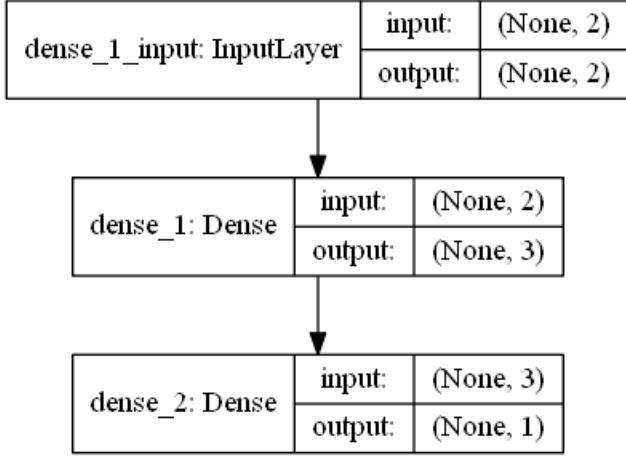 dense_1_input: InputLayer input: (None, 2)
output: (None, 2)
dense_1: Dense input: (None, 2)
output: (None, 3)
dense_2: Dense input: (None, 3)
output: (None, 1)